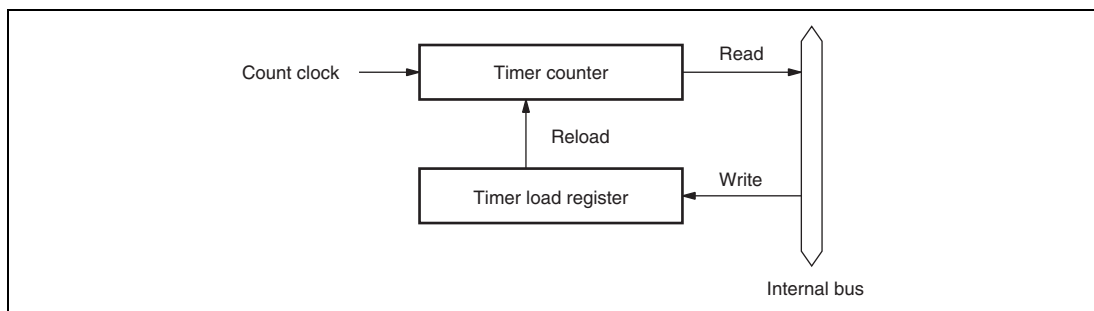 Read
Count clock
Timer counter
Reload
Write
Timer load register
Internal bus